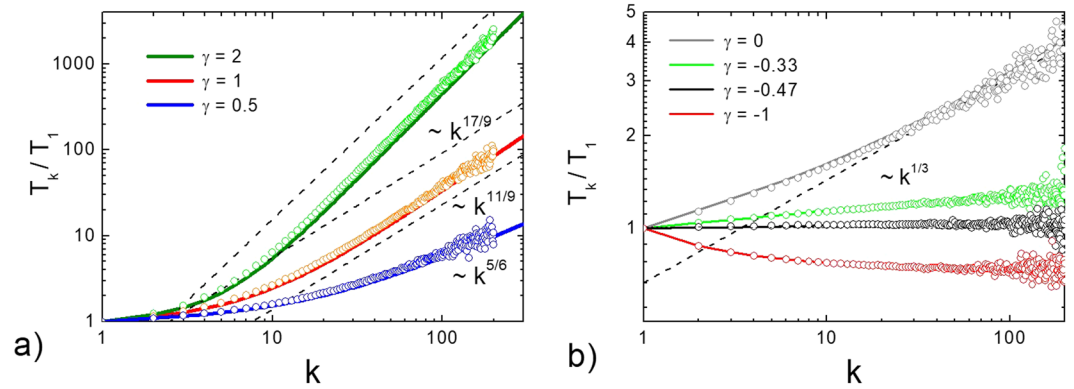 T_k / T_1
1000
100
10
1
γ = 2
γ = 1
γ = 0.5
~ k^17/9
~ k^11/9
~ k^5/6
1
10
100
k
a)
T_k / T_1
5
4
3
2
1
γ = 0
γ = -0.33
γ = -0.47
γ = -1
~ k^1/3
1
10
100
k
b)